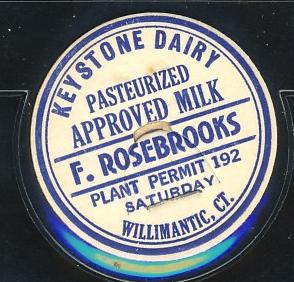 KEYSTONE DAIRY
PASTEURIZED
APPROVED MILK
F. ROSEBROOKS
PLANT PERMIT 192
SATURDAY
WILLIMANTIC, CT.